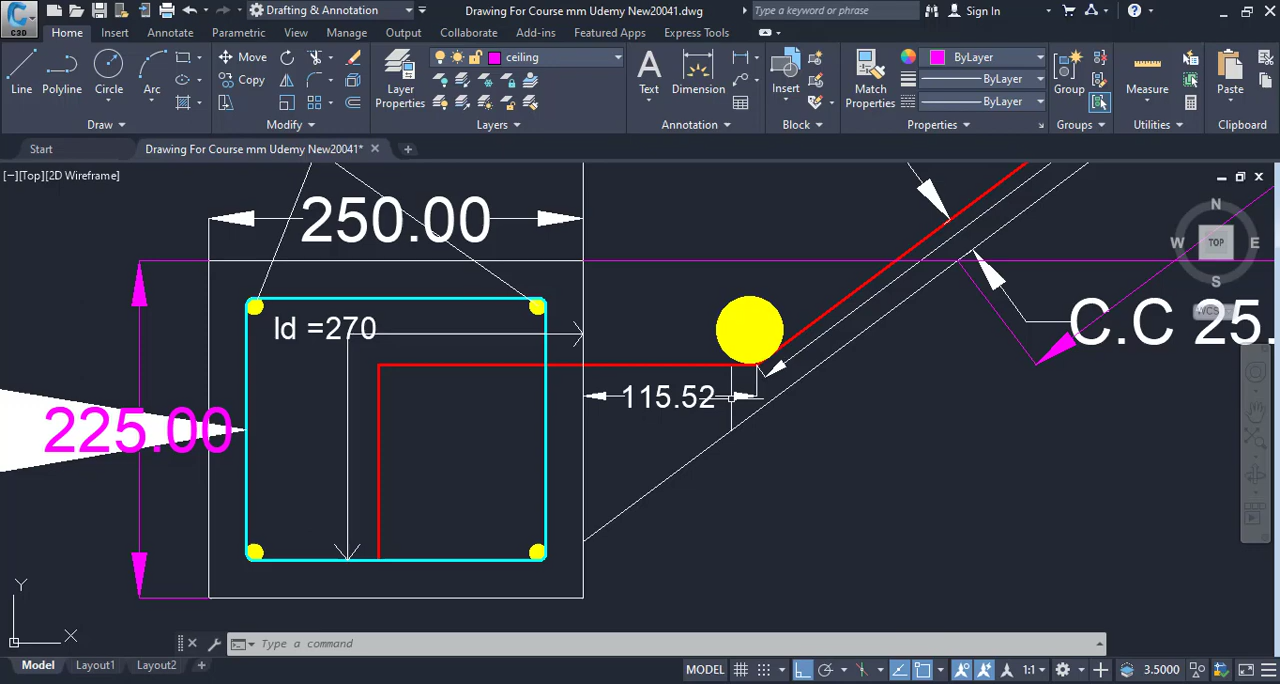 Drafting & Annotation
Drawing For Course mm Udemy New20041.dwg
Type a keyword or phrase
Sign In
C3D
Home
Insert
Annotate
Parametric
View
Manage
Output
Collaborate
Add-ins
Featured Apps
Express Tools
Line
Polyline
Circle
Arc
Move
Copy
Layer
Properties
ceiling
Text
Dimension
Insert
Match
Properties
ByLayer
ByLayer
ByLayer
Group
Measure
Paste
Draw
Modify
Layers
Annotation
Block
Properties
Groups
Utilities
Clipboard
Start
Drawing For Course mm Udemy New20041*
[−][Top][2D Wireframe]
250.00
ld =270
115.52
225.00
C.C 25.
N
W
TOP
E
S
WCS
Y
X
Type a command
Model
Layout1
Layout2
MODEL
1:1
3.5000